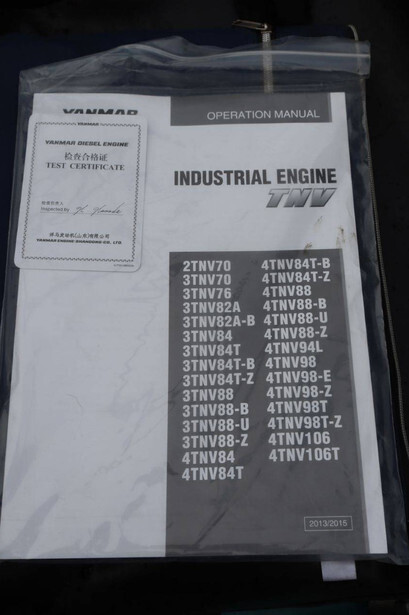 YANMAR
OPERATION MANUAL
YANMAR
YANMAR DIESEL ENGINE
检查合格证
TEST CERTIFICATE
Inspected By
洋马发动机(山东)有限公司
YANMAR ENGINE SHANDONG CO., LTD.
INDUSTRIAL ENGINE
TNV
2TNV70
3TNV70
3TNV76
3TNV82A
3TNV82A-B
3TNV84
3TNV84T
3TNV84T-B
3TNV84T-Z
3TNV88
3TNV88-B
3TNV88-U
3TNV88-Z
4TNV84
4TNV84T
4TNV84T-B
4TNV84T-Z
4TNV88
4TNV88-B
4TNV88-U
4TNV88-Z
4TNV94L
4TNV98
4TNV98-E
4TNV98-Z
4TNV98T
4TNV98T-Z
4TNV106
4TNV106T
2013/2015